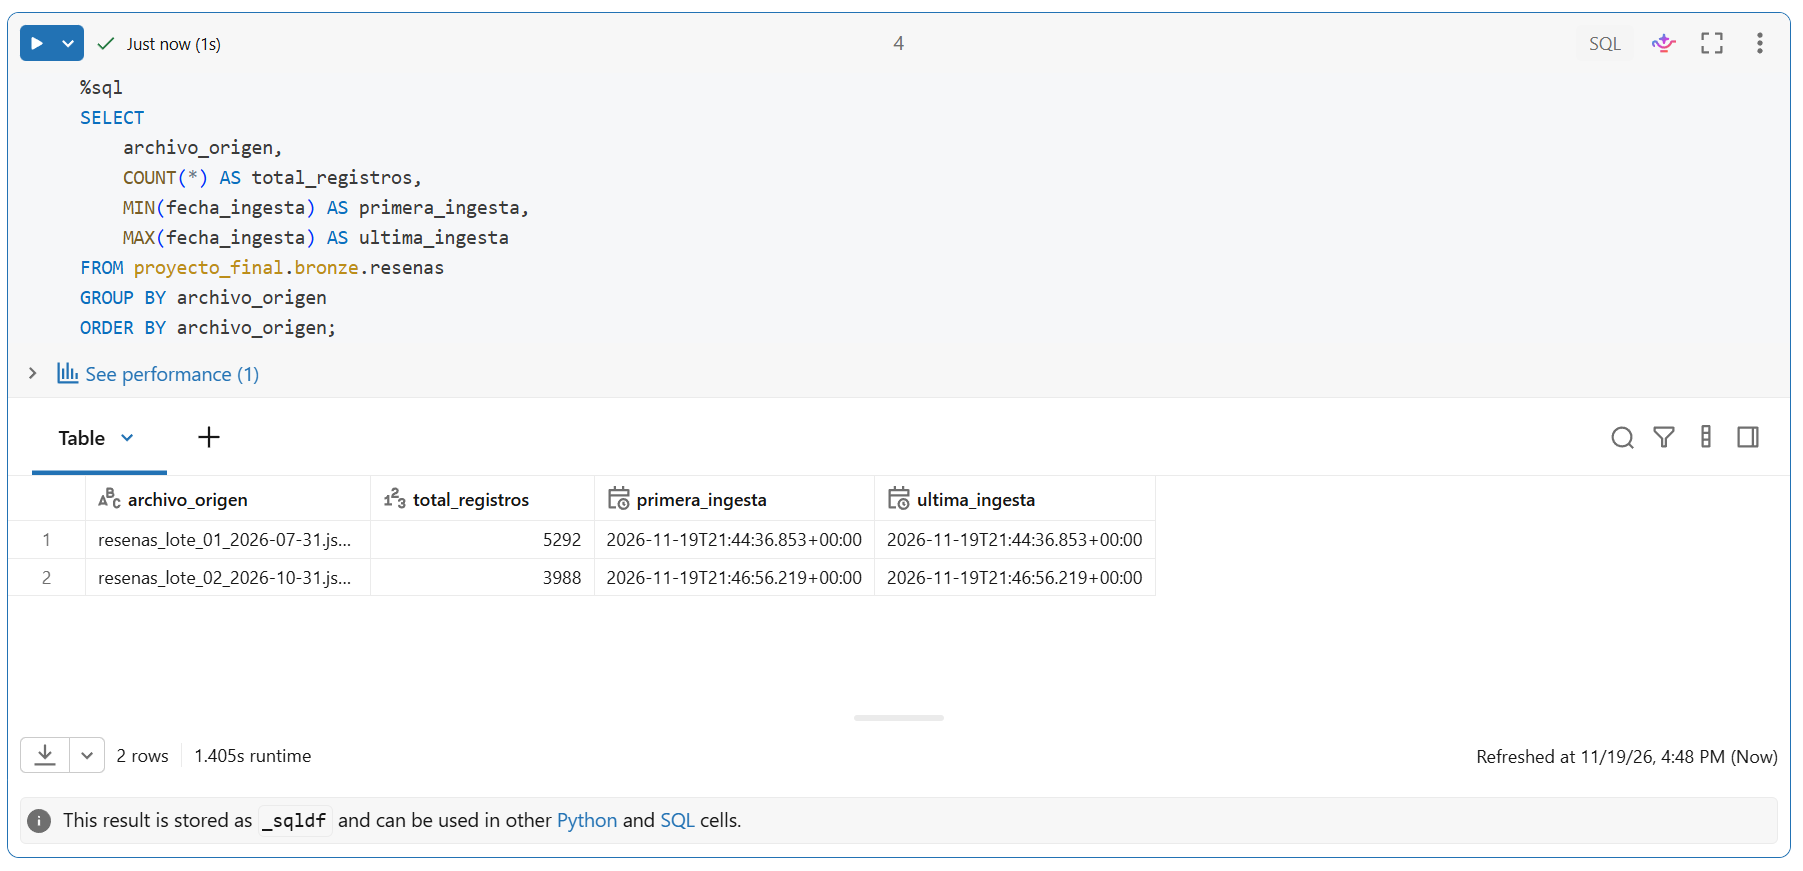 Just now (1s)
4
SQL
%sql
SELECT
archivo_origen,
COUNT(*) AS total_registros,
MIN(fecha_ingesta) AS primera_ingesta,
MAX(fecha_ingesta) AS ultima_ingesta
FROM proyecto_final.bronze.resenas
GROUP BY archivo_origen
ORDER BY archivo_origen;
See performance (1)
Table
archivo_origen total_registros primera_ingesta ultima_ingesta
1 resenas_lote_01_2026-07-31.js... 5292 2026-11-19T21:44:36.853+00:00 2026-11-19T21:44:36.853+00:00
2 resenas_lote_02_2026-10-31.js... 3988 2026-11-19T21:46:56.219+00:00 2026-11-19T21:46:56.219+00:00
2 rows 1.405s runtime
Refreshed at 11/19/26, 4:48 PM (Now)
This result is stored as _sqldf and can be used in other Python and SQL cells.